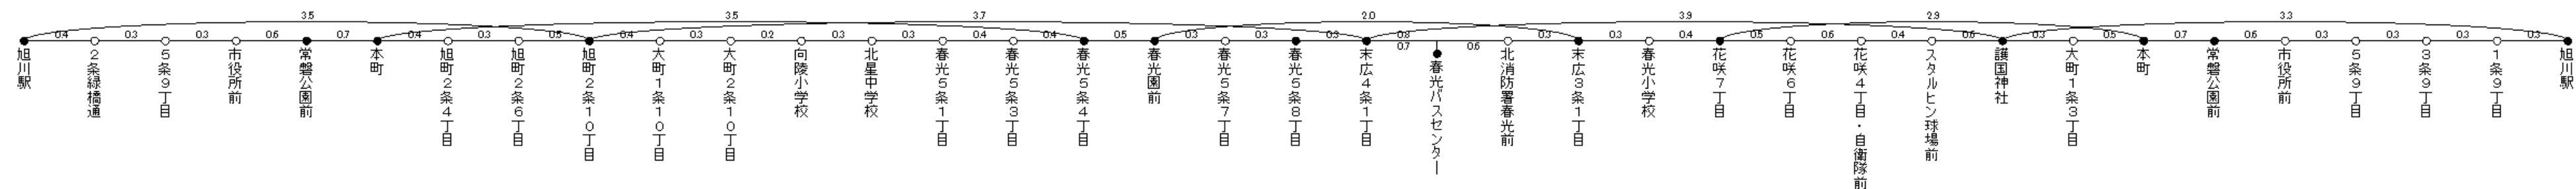 3.5
3.5
3.7
2.0
3.9
2.9
3.3
0.4
0.3
0.3
0.6
0.7
0.4
0.3
0.5
0.4
0.3
0.2
0.3
0.3
0.4
0.4
0.5
0.3
0.3
0.3
0.8
0.7
0.6
0.3
0.3
0.4
0.5
0.6
0.4
0.6
0.3
0.5
0.7
0.6
0.3
0.3
0.3
0.3
旭川駅
2条緑橋通
5条9丁目
市役所前
常磐公園前
本町
旭町2条4丁目
旭町2条6丁目
旭町2条10丁目
大町1条10丁目
大町2条10丁目
向陵小学校
北星中学校
春光5条1丁目
春光5条3丁目
春光5条4丁目
春光園前
春光5条7丁目
春光5条8丁目
末広4条1丁目
春光バスセンター
北消防署春光前
末広3条1丁目
春光小学校
花咲7丁目
花咲6丁目
花咲4丁目・自衛隊前
スタルヒン球場前
護国神社
大町1条3丁目
本町
常磐公園前
市役所前
5条9丁目
3条9丁目
1条9丁目
旭川駅